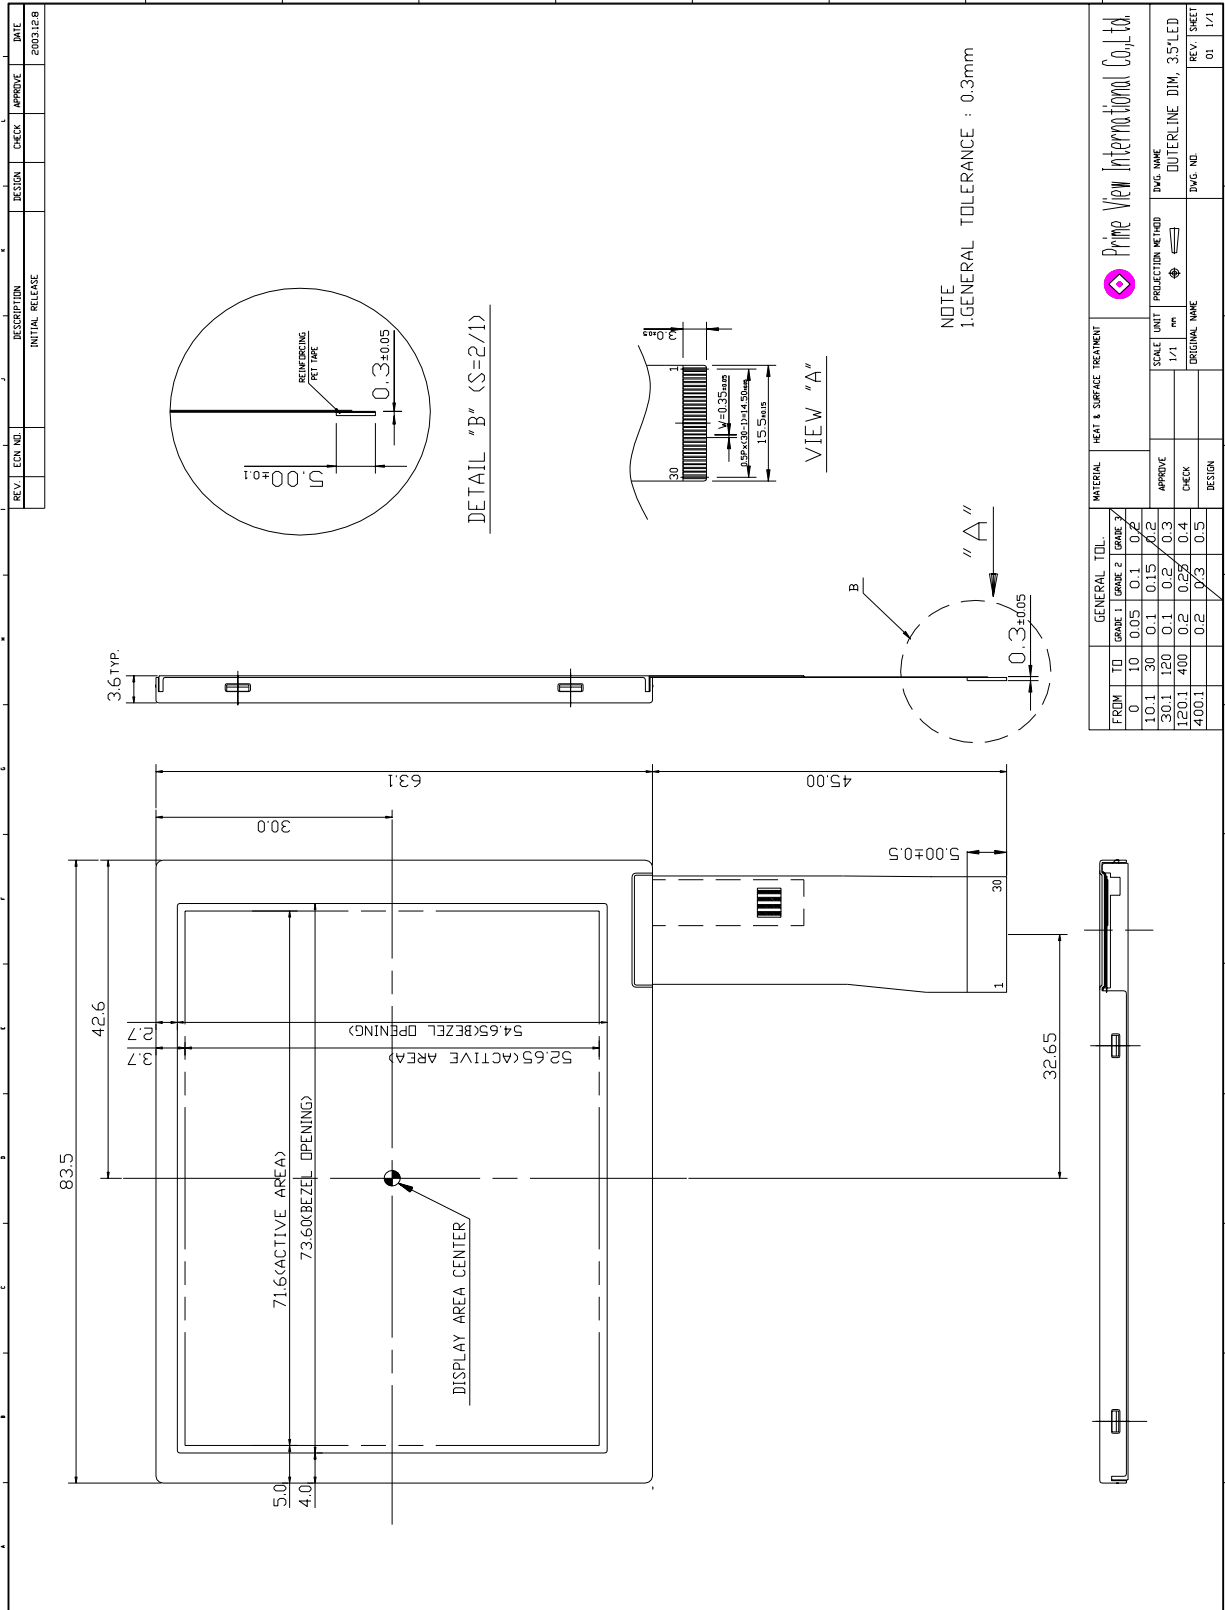 REV. ECN NO. DESCRIPTION DESIGN CHECK APPROVE DATE
INITIAL RELEASE 2003.12.8
83.5
42.6
2.7
3.7
54.65(BEZEL OPENING)
52.65(ACTIVE AREA)
71.6(ACTIVE AREA)
73.60(BEZEL OPENING)
5.0
4.0
DISPLAY AREA CENTER
30.0
63.1
45.00
5.00±0.5
30
1
32.65
3.6TYP.
B
"A"
0.3±0.05
REINFORCING
PET TAPE
0.3±0.05
5.00±0.1
DETAIL "B" (S=2/1)
30
1
W=0.35±0.05
0.5Px(30-1)=14.50±0.05
15.5±0.15
3.0±0.5
VIEW "A"
NOTE
1.GENERAL TOLERANCE : 0.3mm
GENERAL TOL.
FROM TO GRADE 1 GRADE 2 GRADE 3
0 10 0.05 0.1 0.2
10.1 30 0.1 0.15 0.2
30.1 120 0.1 0.2 0.3
120.1 400 0.2 0.25 0.4
400.1 0.2 0.3 0.5
MATERIAL HEAT & SURFACE TREATMENT
Prime View International Co.,Ltd.
APPROVE
CHECK
DESIGN
SCALE UNIT PROJECTION METHOD
1/1 mm
ORIGINAL NAME
DWG. NAME
OUTERLINE DIM, 3.5"LED
DWG. NO.
REV. SHEET
01 1/1